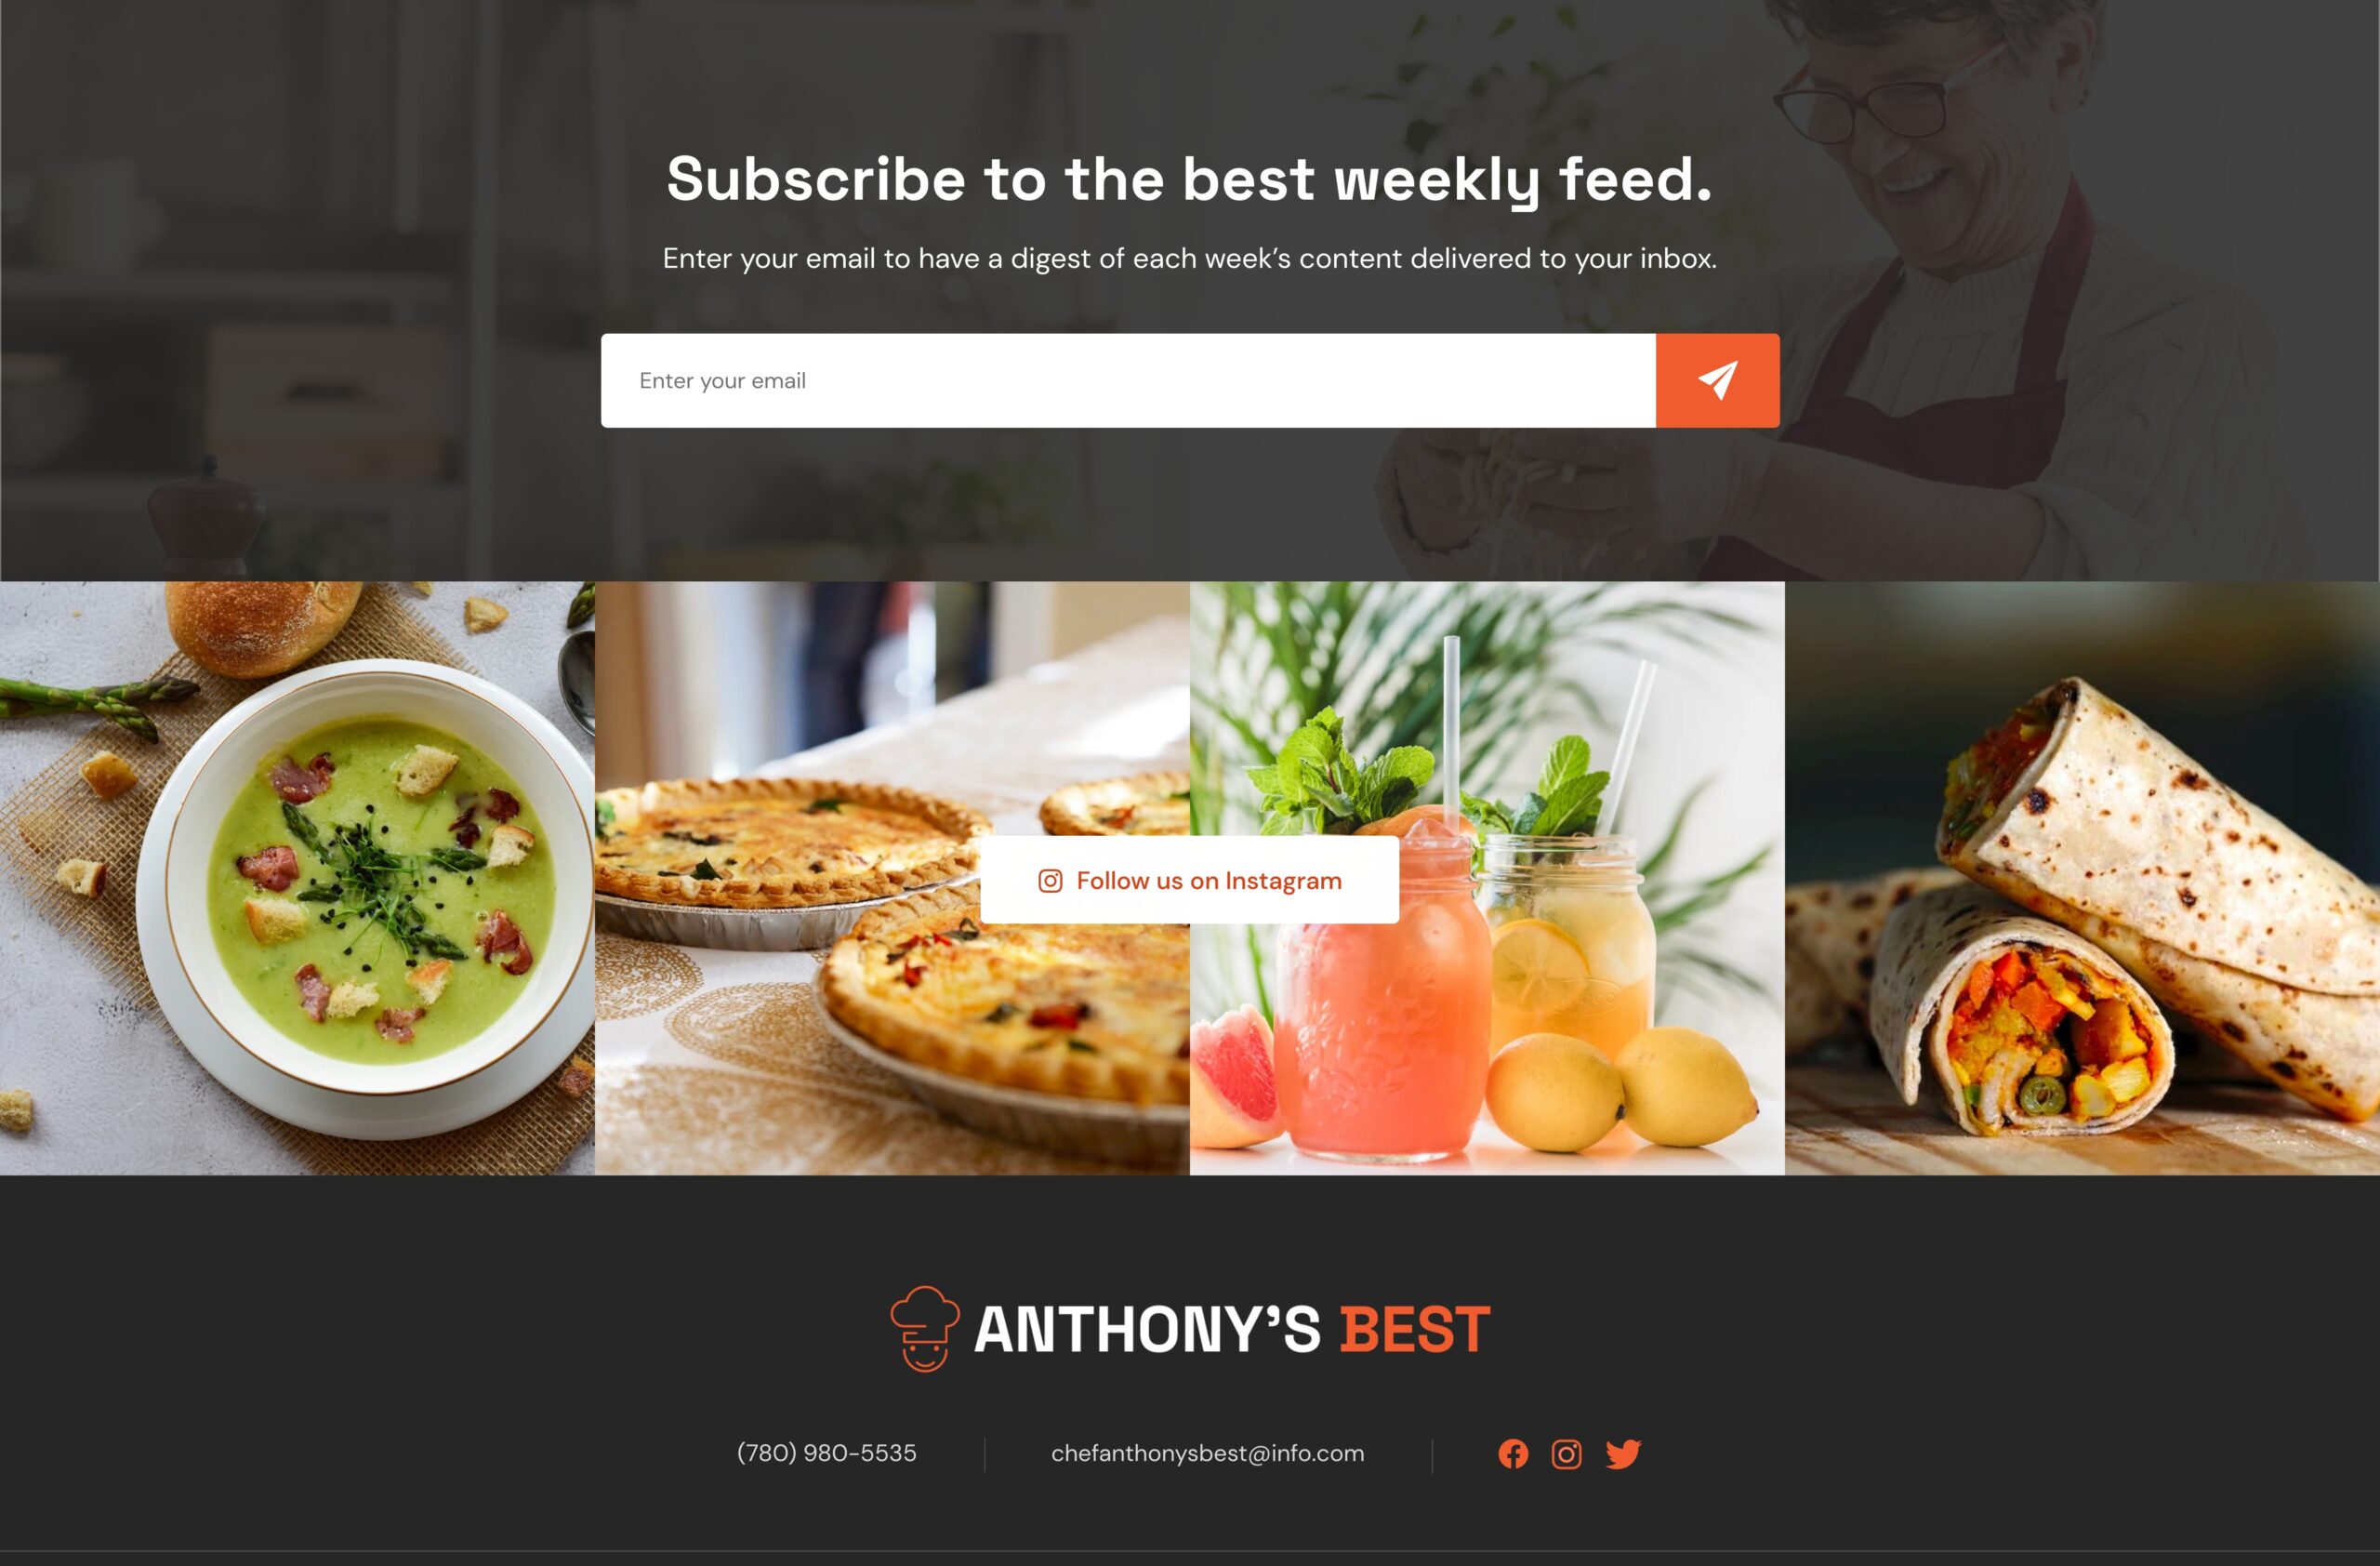 Subscribe to the best weekly feed.
Enter your email to have a digest of each week’s content delivered to your inbox.
Enter your email
Follow us on Instagram
ANTHONY’S BEST
(780) 980-5535
chefanthonysbest@info.com